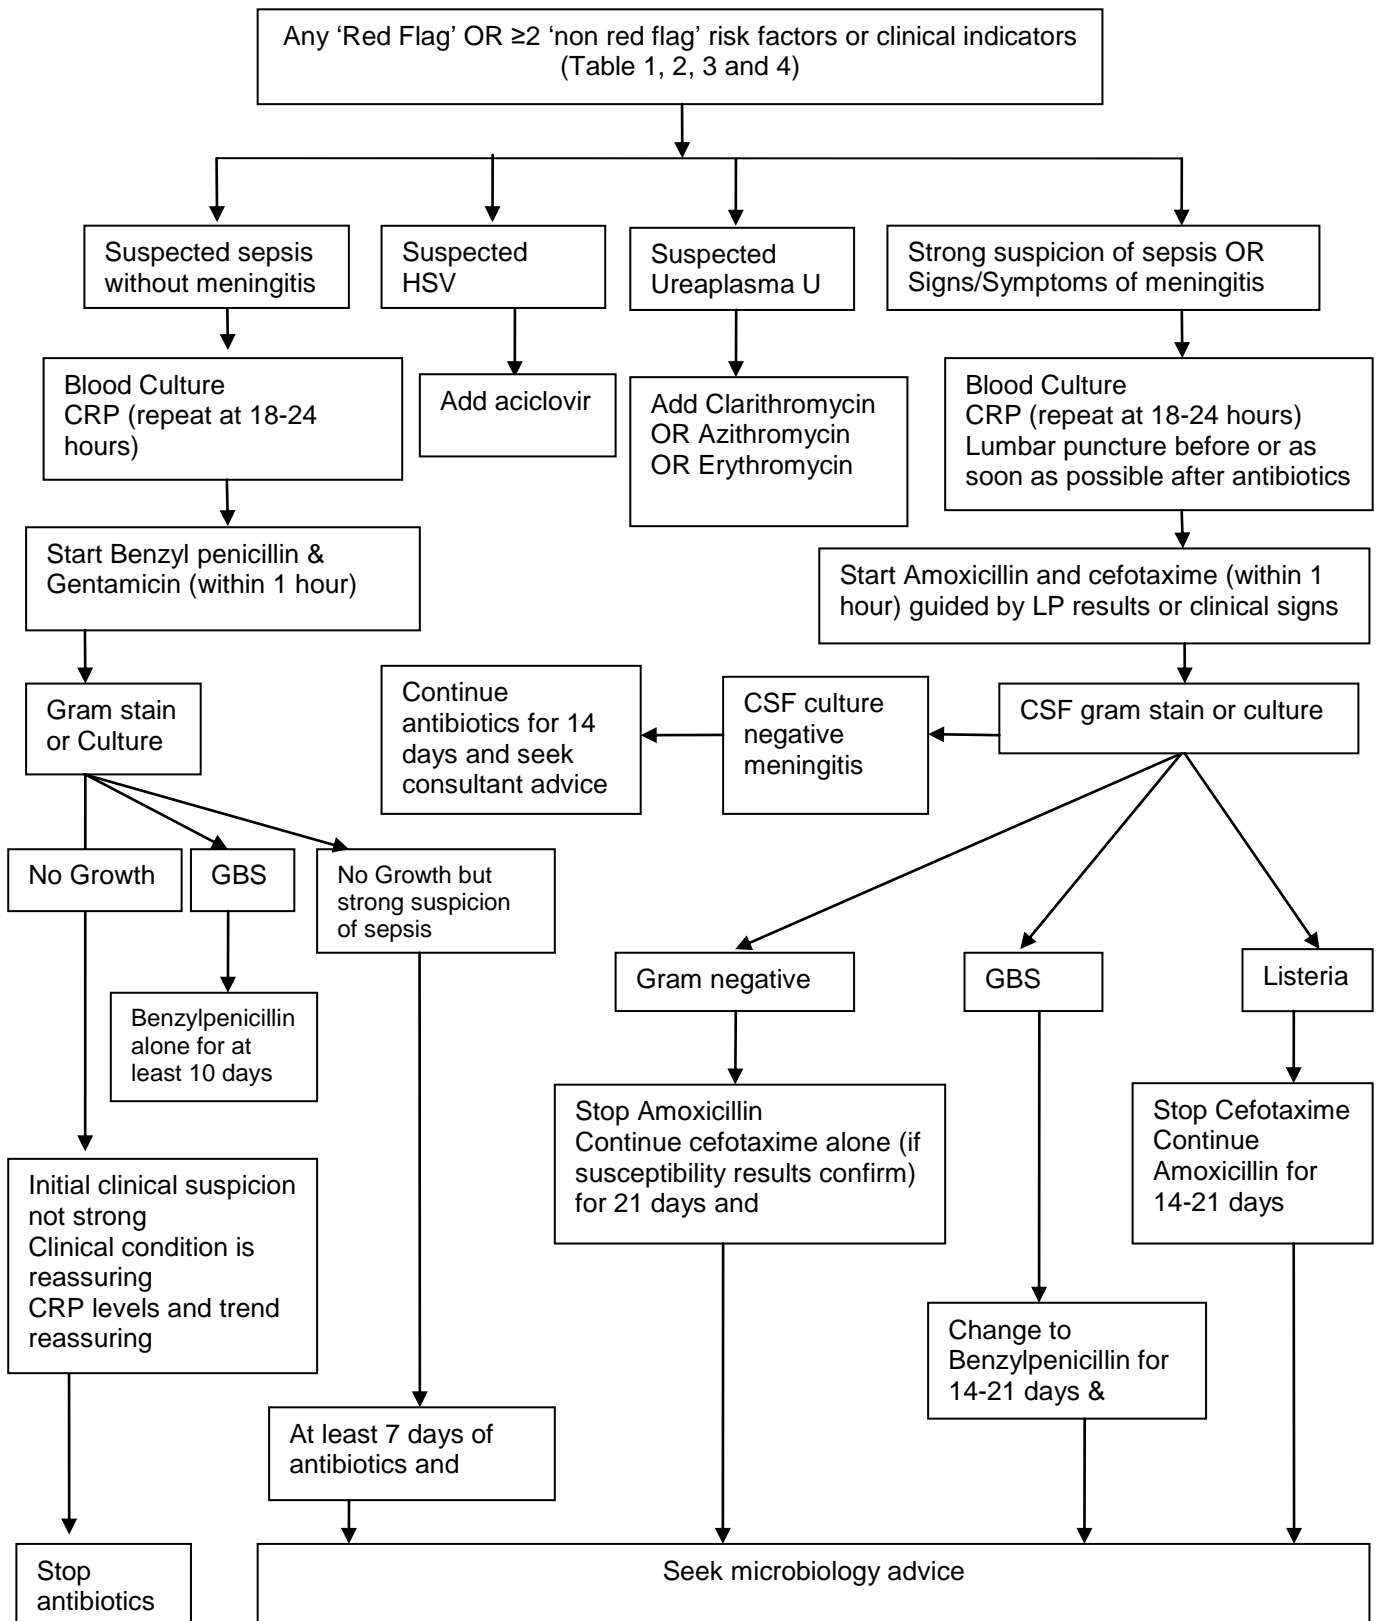 Any ‘Red Flag’ OR ≥2 ‘non red flag’ risk factors or clinical indicators
(Table 1, 2, 3 and 4)
Suspected sepsis
without meningitis
Suspected
HSV
Suspected
Ureaplasma U
Strong suspicion of sepsis OR
Signs/Symptoms of meningitis
Blood Culture
CRP (repeat at 18-24
hours)
Add aciclovir
Add Clarithromycin
OR Azithromycin
OR Erythromycin
Blood Culture
CRP (repeat at 18-24 hours)
Lumbar puncture before or as
soon as possible after antibiotics
Start Benzyl penicillin &
Gentamicin (within 1 hour)
Start Amoxicillin and cefotaxime (within 1
hour) guided by LP results or clinical signs
Gram stain
or Culture
Continue
antibiotics for 14
days and seek
consultant advice
CSF culture
negative
meningitis
CSF gram stain or culture
No Growth
GBS
No Growth but
strong suspicion
of sepsis
Gram negative
GBS
Listeria
Benzylpenicillin
alone for at
least 10 days
Stop Amoxicillin
Continue cefotaxime alone (if
susceptibility results confirm)
for 21 days and
Stop Cefotaxime
Continue
Amoxicillin for
14-21 days
Initial clinical suspicion
not strong
Clinical condition is
reassuring
CRP levels and trend
reassuring
Change to
Benzylpenicillin for
14-21 days &
At least 7 days of
antibiotics and
Stop
antibiotics
Seek microbiology advice